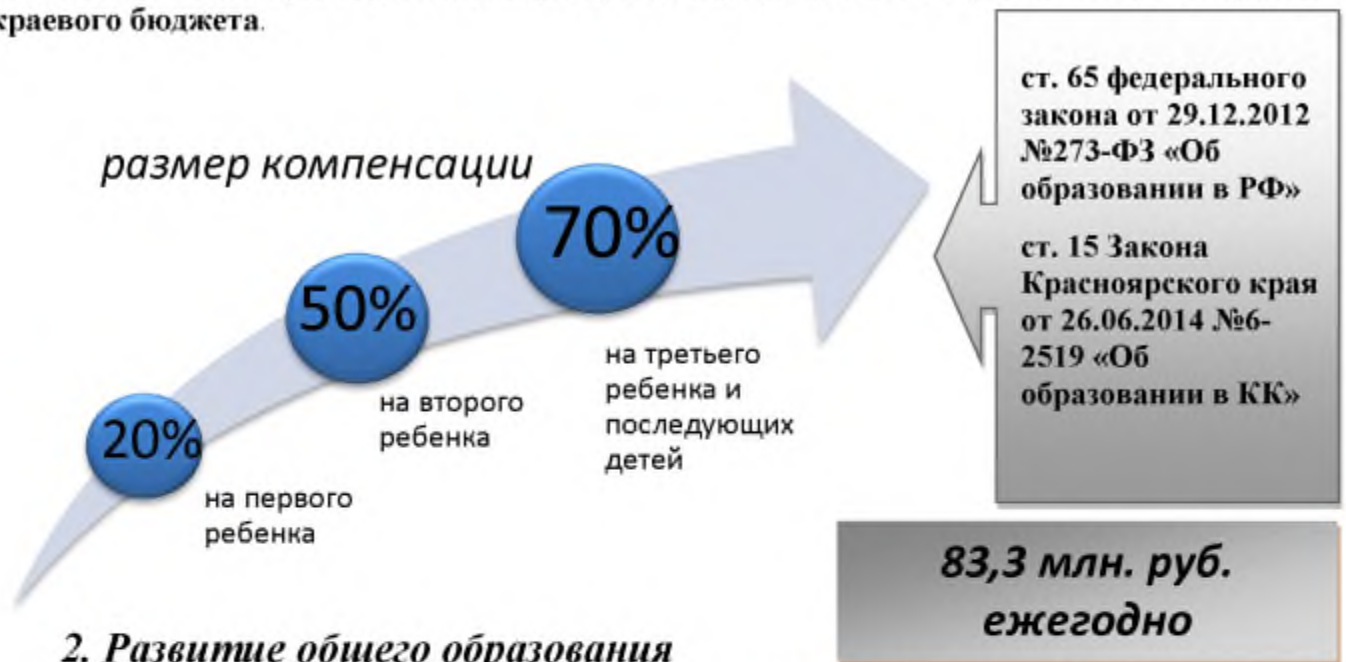 краевого бюджета.
размер компенсации
70%
50%
20%
на третьего
ребенка и
последующих
детей
на второго
ребенка
на первого
ребенка
ст. 65 федерального
закона от 29.12.2012
№273-ФЗ «Об
образовании в РФ»
ст. 15 Закона
Красноярского края
от 26.06.2014 №6-
2519 «Об
образовании в КК»
83,3 млн. руб.
ежегодно
2. Развитие общего образования